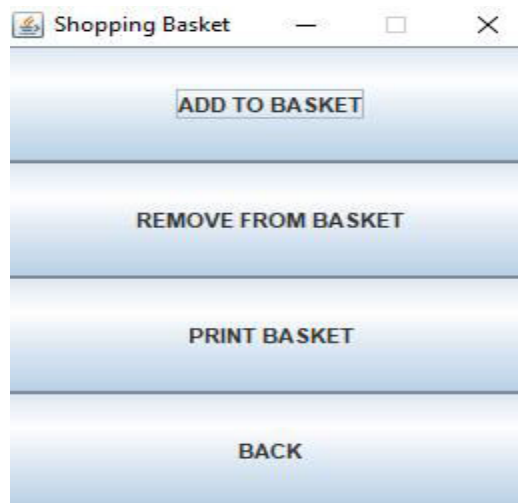 Shopping Basket
ADD TO BASKET
REMOVE FROM BASKET
PRINT BASKET
BACK